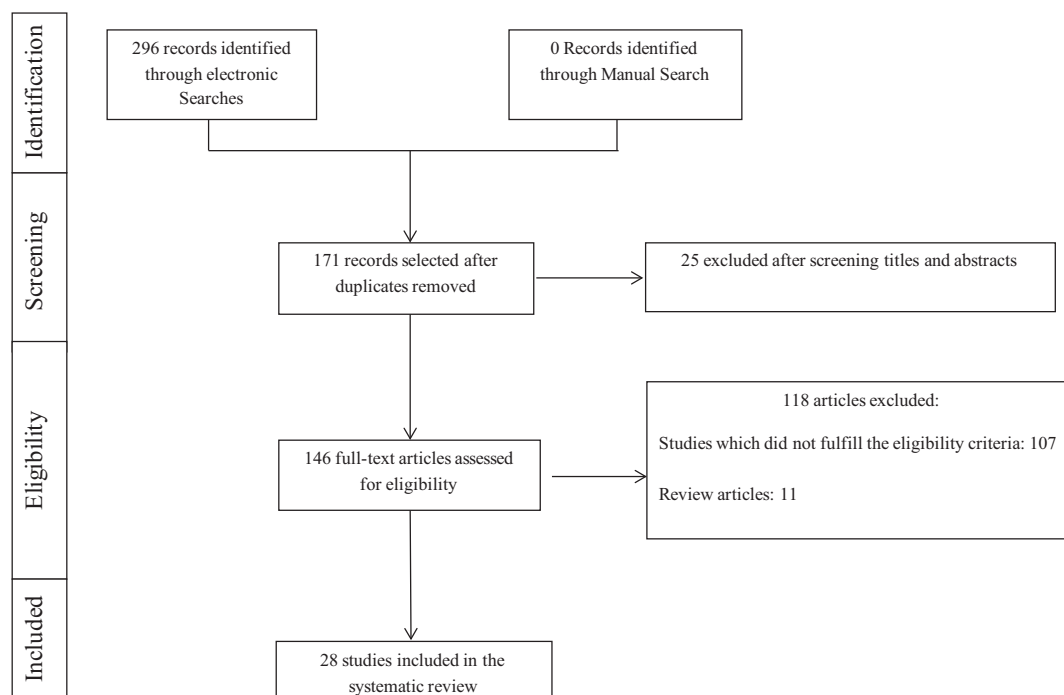 Identification
296 records identified
through electronic
Searches
0 Records identified
through Manual Search
Screening
171 records selected after
duplicates removed
25 excluded after screening titles and abstracts
Eligibility
146 full-text articles assessed
for eligibility
118 articles excluded:
Studies which did not fulfill the eligibility criteria: 107
Review articles: 11
Included
28 studies included in the
systematic review